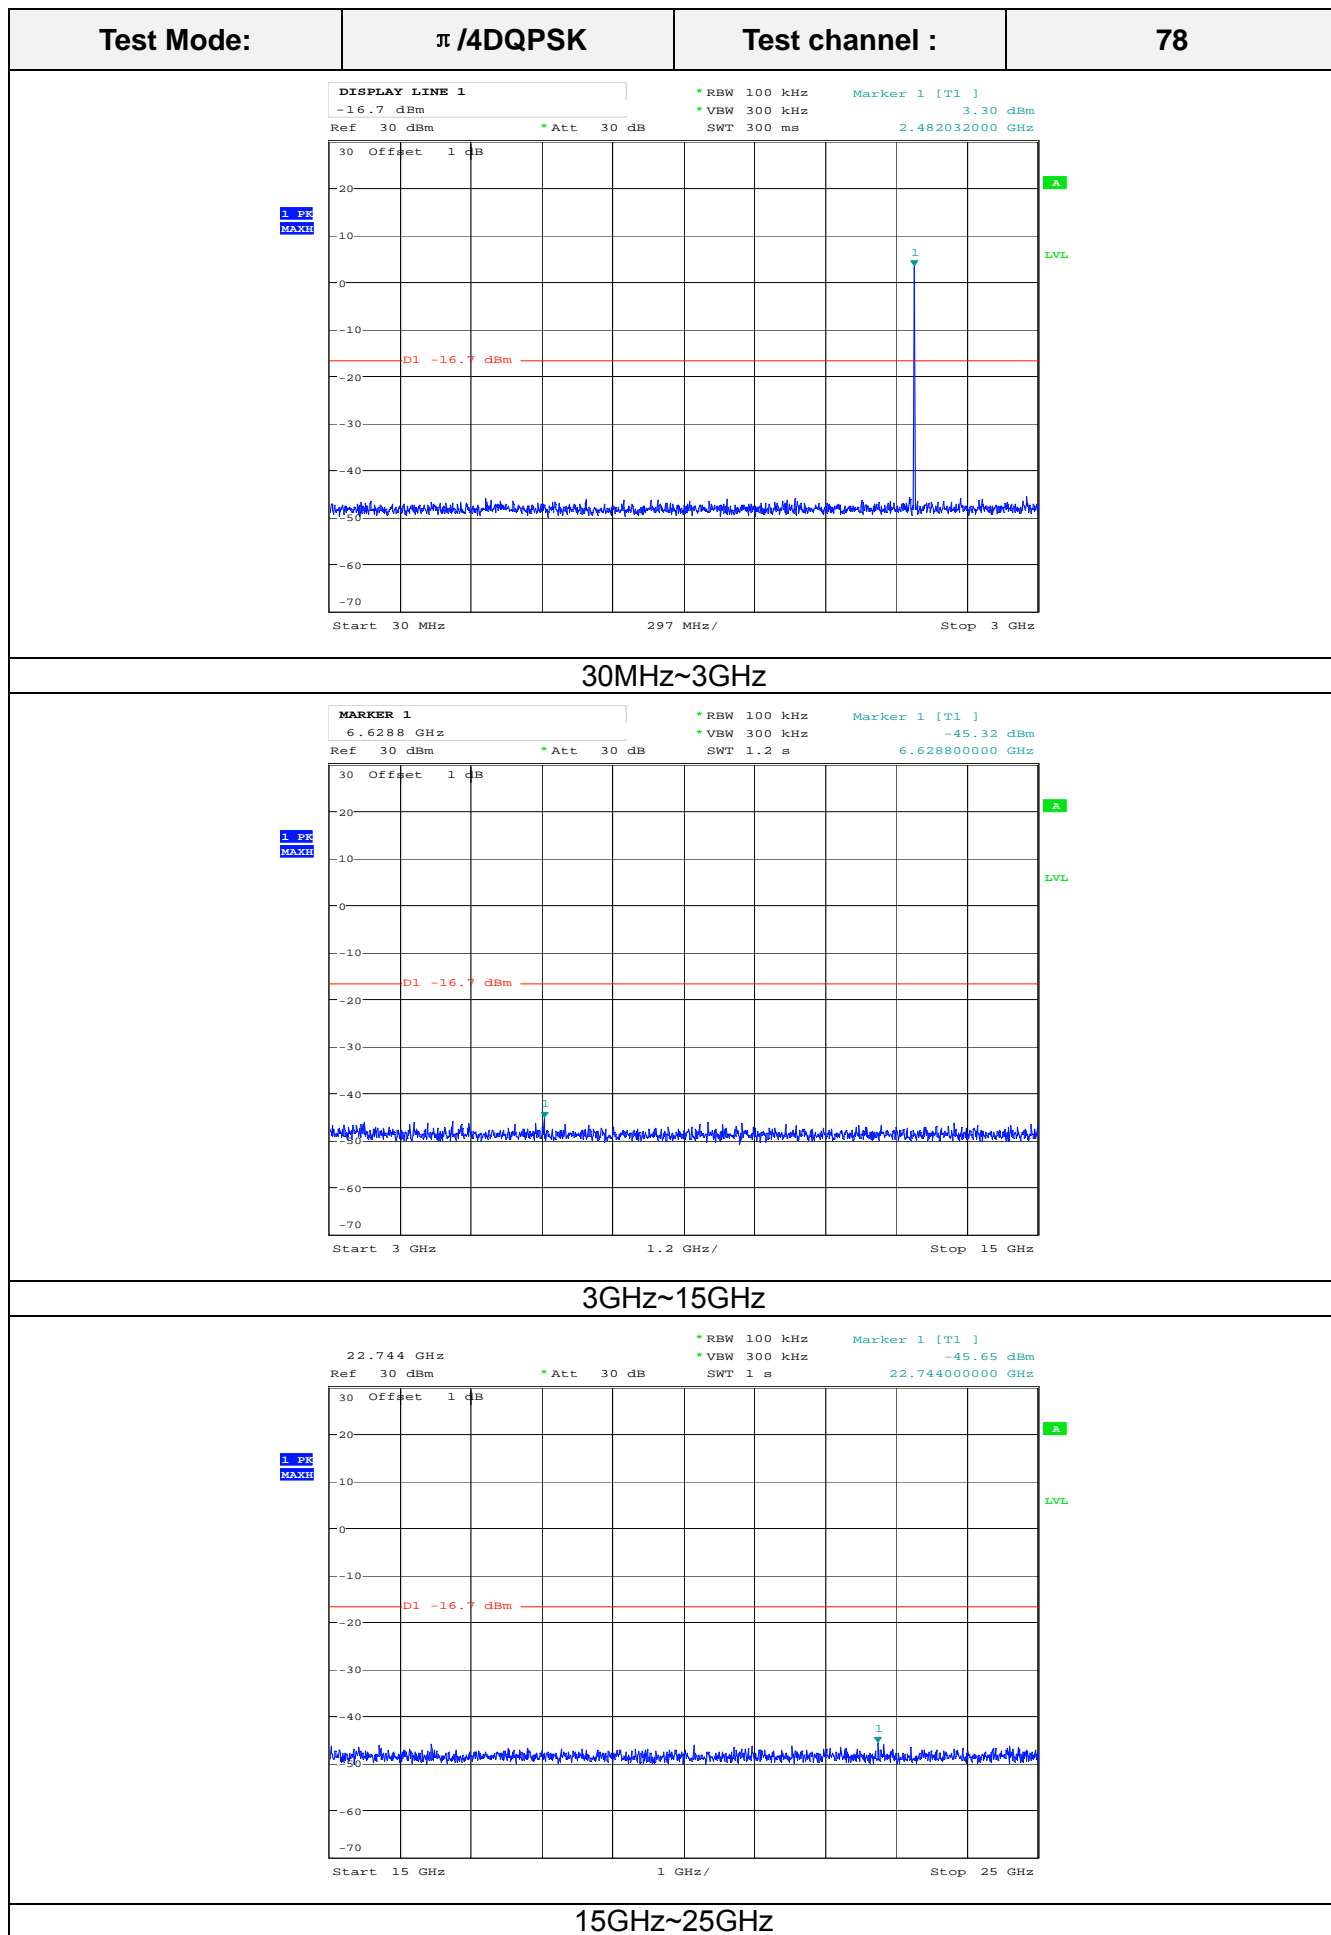 Test Mode: π/4DQPSK Test channel : 78
DISPLAY LINE 1 *RBW 100 kHz Marker 1 [T1 ]
-16.7 dBm *VBW 300 kHz 3.30 dBm
Ref 30 dBm *Att 30 dB SWT 300 ms 2.482032000 GHz
30 Offset 1 dB
A
20
1 PK
MAXH
10
1
LVL
0
-10
D1 -16.7 dBm
-20
-30
-40
-50
-60
-70
Start 30 MHz 297 MHz/ Stop 3 GHz
30MHz~3GHz
MARKER 1 *RBW 100 kHz Marker 1 [T1 ]
6.6288 GHz *VBW 300 kHz -45.32 dBm
Ref 30 dBm *Att 30 dB SWT 1.2 s 6.628800000 GHz
30 Offset 1 dB
A
20
1 PK
MAXH
10
LVL
0
-10
D1 -16.7 dBm
-20
-30
-40
1
-50
-60
-70
Start 3 GHz 1.2 GHz/ Stop 15 GHz
3GHz~15GHz
*RBW 100 kHz Marker 1 [T1 ]
22.744 GHz *VBW 300 kHz -45.65 dBm
Ref 30 dBm *Att 30 dB SWT 1 s 22.744000000 GHz
30 Offset 1 dB
A
20
1 PK
MAXH
10
LVL
0
-10
D1 -16.7 dBm
-20
-30
-40
1
-50
-60
-70
Start 15 GHz 1 GHz/ Stop 25 GHz
15GHz~25GHz